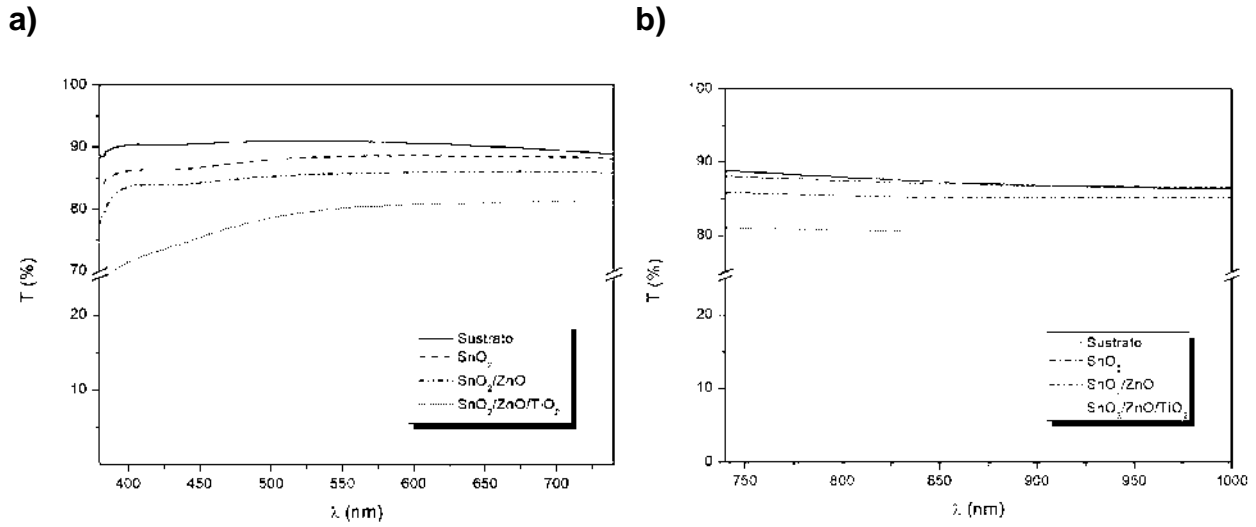 a)
100
90
80
70
20
10
T (%)
Sustrato
SnO2
SnO2/ZnO
SnO2/ZnO/TiO2
400 450 500 550 600 650 700
λ (nm)
b)
100
90
80
20
10
0
T (%)
Sustrato
SnO2
SnO2/ZnO
SnO2/ZnO/TiO2
750 800 850 900 950 1000
λ (nm)